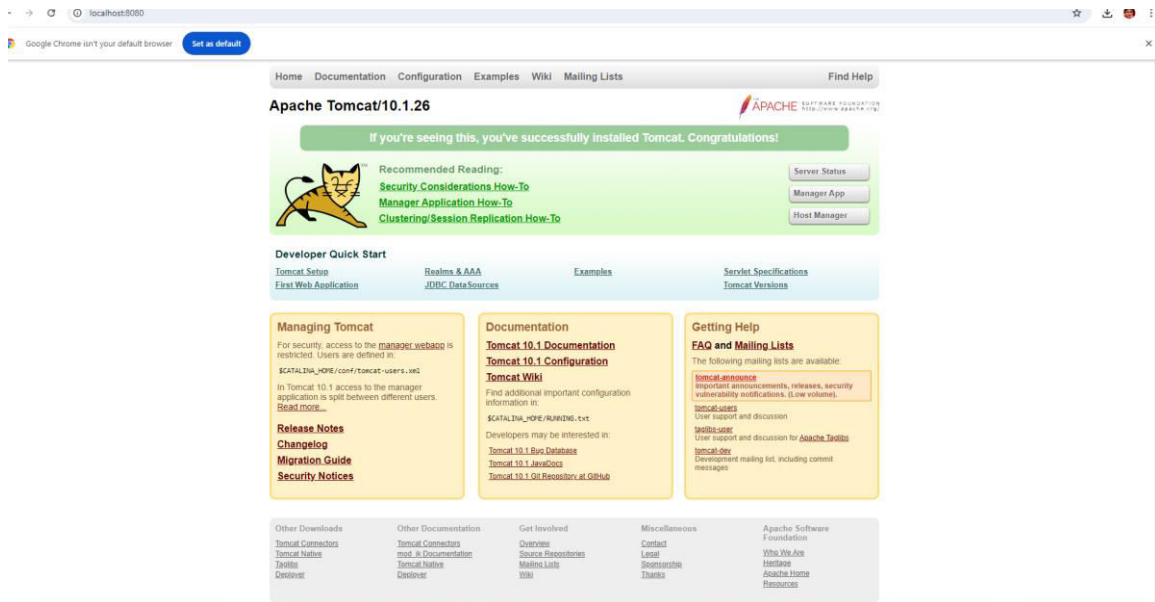 localhost:8080
Google Chrome isn't your default browser Set as default
Home Documentation Configuration Examples Wiki Mailing Lists Find Help
Apache Tomcat/10.1.26
APACHE SOFTWARE FOUNDATION
http://www.apache.org/
If you're seeing this, you've successfully installed Tomcat. Congratulations!
TM
Recommended Reading:
Security Considerations How-To
Manager Application How-To
Clustering/Session Replication How-To
Server Status
Manager App
Host Manager
Developer Quick Start
Tomcat Setup
First Web Application
Realms & AAA
JDBC DataSources
Examples
Servlet Specifications
Tomcat Versions
Managing Tomcat
For security, access to the manager webapp is
restricted. Users are defined in:
$CATALINA_HOME/conf/tomcat-users.xml
In Tomcat 10.1 access to the manager
application is split between different users.
Read more...
Release Notes
Changelog
Migration Guide
Security Notices
Documentation
Tomcat 10.1 Documentation
Tomcat 10.1 Configuration
Tomcat Wiki
Find additional important configuration
information in:
$CATALINA_HOME/RUNNING.txt
Developers may be interested in:
Tomcat 10.1 Bug Database
Tomcat 10.1 JavaDocs
Tomcat 10.1 Git Repository at GitHub
Getting Help
FAQ and Mailing Lists
The following mailing lists are available:
tomcat-announce
Important announcements, releases, security
vulnerability notifications. (Low volume).
tomcat-users
User support and discussion
taglibs-user
User support and discussion for Apache Taglibs
tomcat-dev
Development mailing list, including commit
messages
Other Downloads
Tomcat Connectors
Tomcat Native
Taglibs
Deployer
Other Documentation
Tomcat Connectors
mod_jk Documentation
Tomcat Native
Deployer
Get Involved
Overview
Source Repositories
Mailing Lists
Wiki
Miscellaneous
Contact
Legal
Sponsorship
Thanks
Apache Software
Foundation
Who We Are
Heritage
Apache Home
Resources